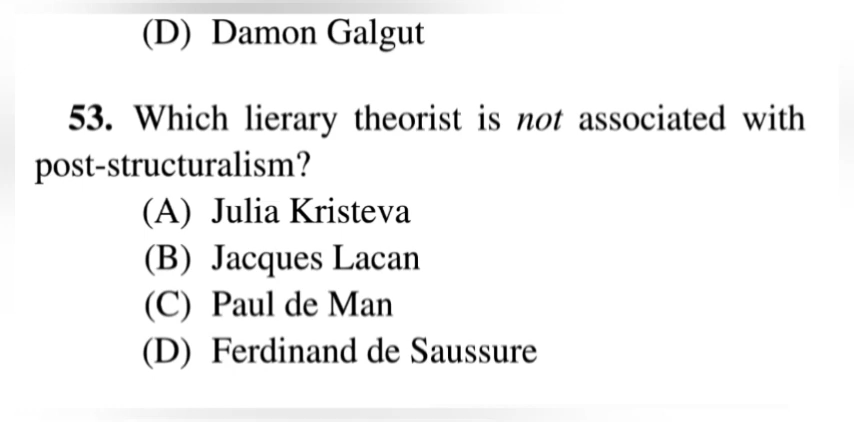 (D) Damon Galgut
53. Which lierary theorist is not associated with
post-structuralism?
(A) Julia Kristeva
(B) Jacques Lacan
(C) Paul de Man
(D) Ferdinand de Saussure